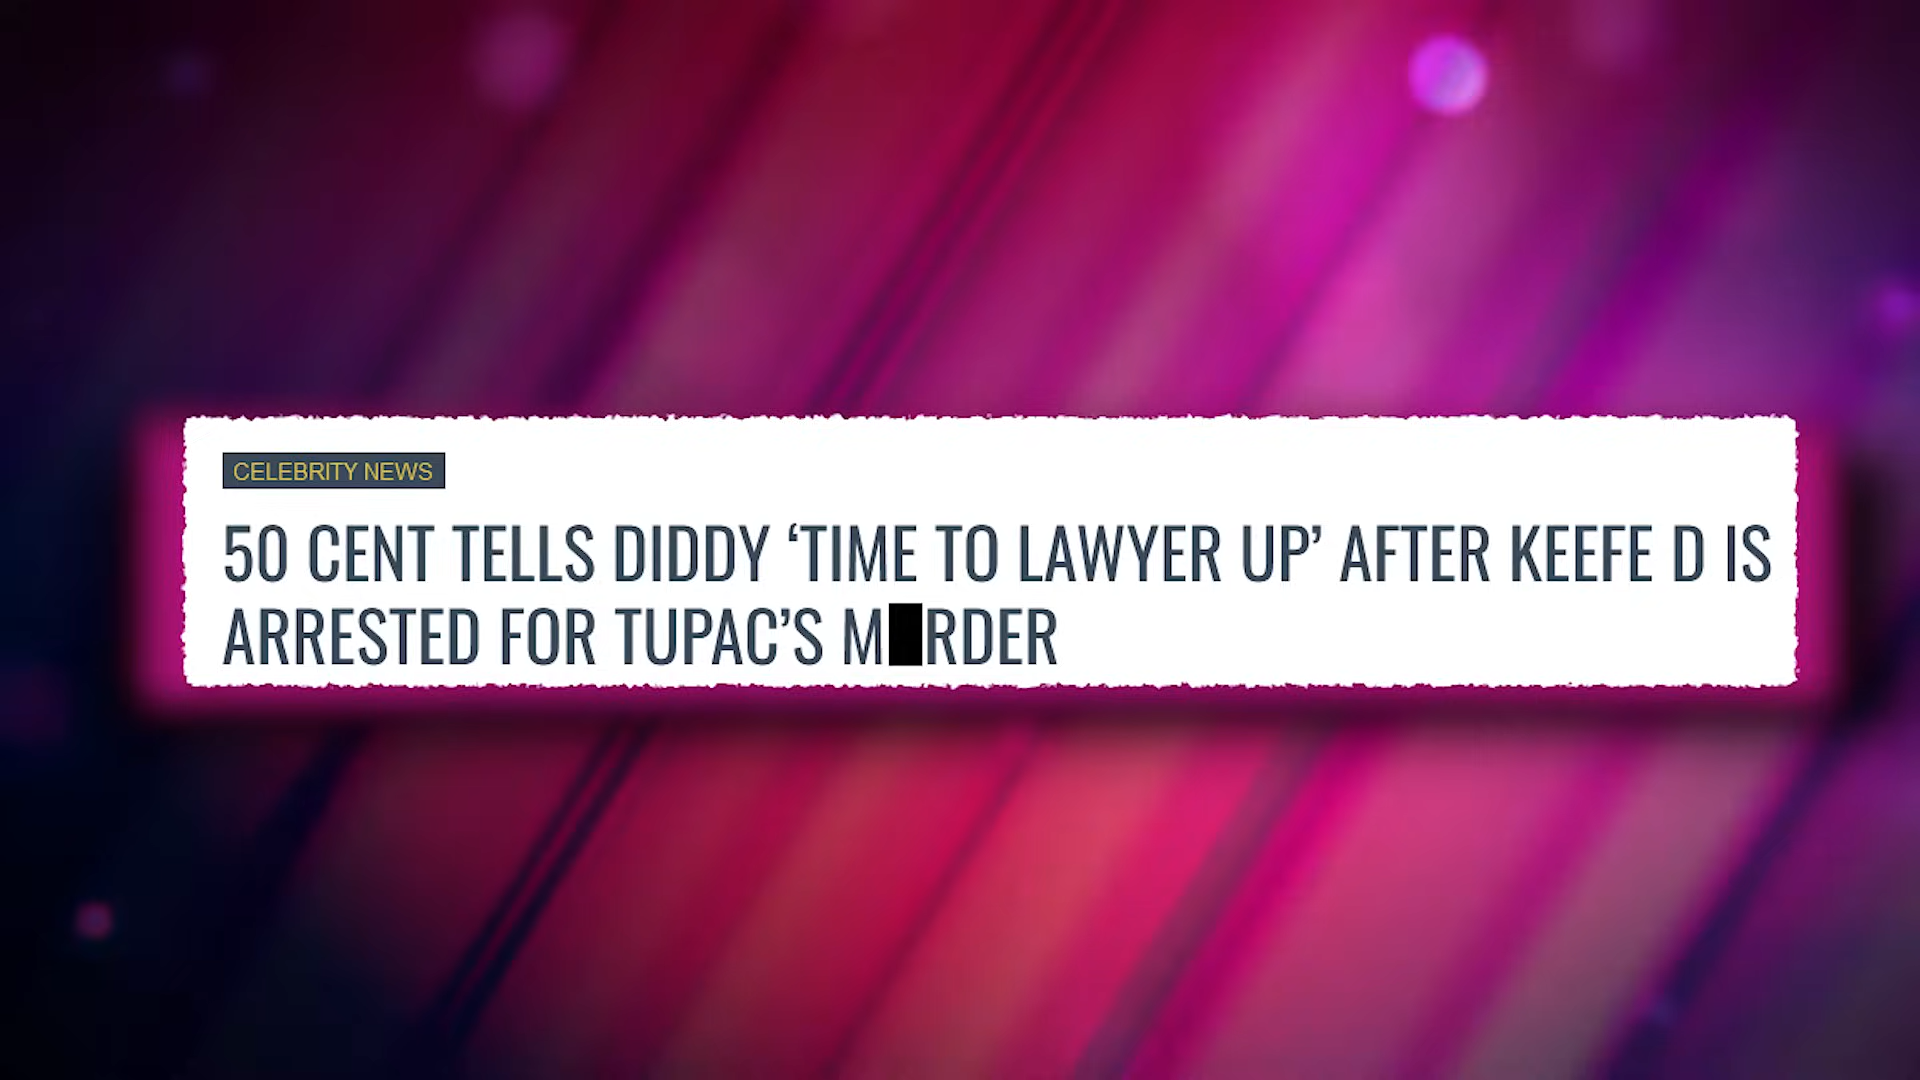 CELEBRITY NEWS
50 CENT TELLS DIDDY ‘TIME TO LAWYER UP’ AFTER KEEFE D IS
ARRESTED FOR TUPAC’S M█RDER